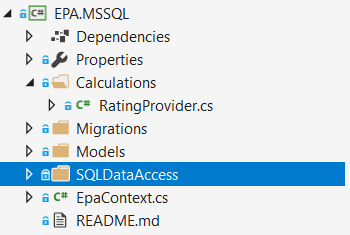 EPA.MSSQL
Dependencies
Properties
Calculations
C# RatingProvider.cs
Migrations
Models
SQLDataAccess
C# EpaContext.cs
README.md